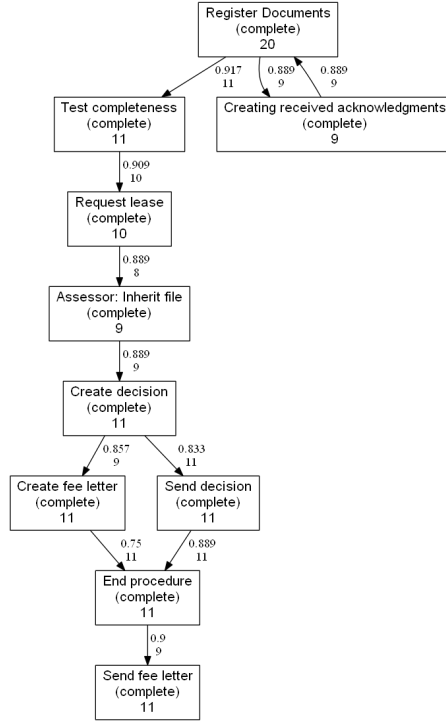 Register Documents
(complete)
20
0.917
11
0.889
9
0.889
9
Test completeness
(complete)
11
Creating received acknowledgments
(complete)
9
0.909
10
Request lease
(complete)
10
0.889
8
Assessor: Inherit file
(complete)
9
0.889
9
Create decision
(complete)
11
0.857
9
0.833
11
Create fee letter
(complete)
11
Send decision
(complete)
11
0.75
11
0.889
11
End procedure
(complete)
11
0.9
9
Send fee letter
(complete)
11